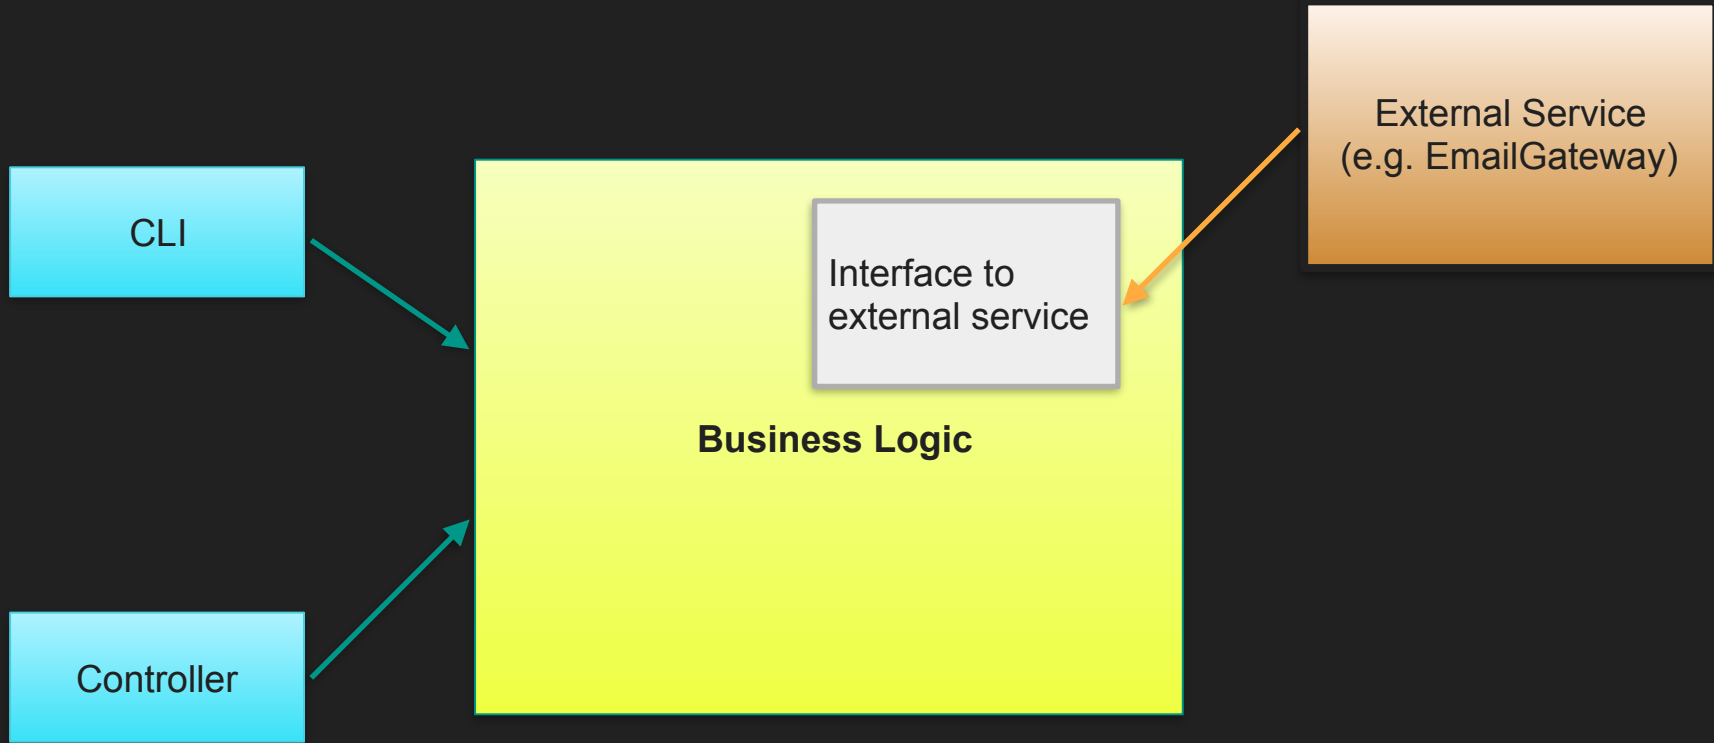 External Service
(e.g. EmailGateway)
CLI
Interface to
external service
Business Logic
Controller